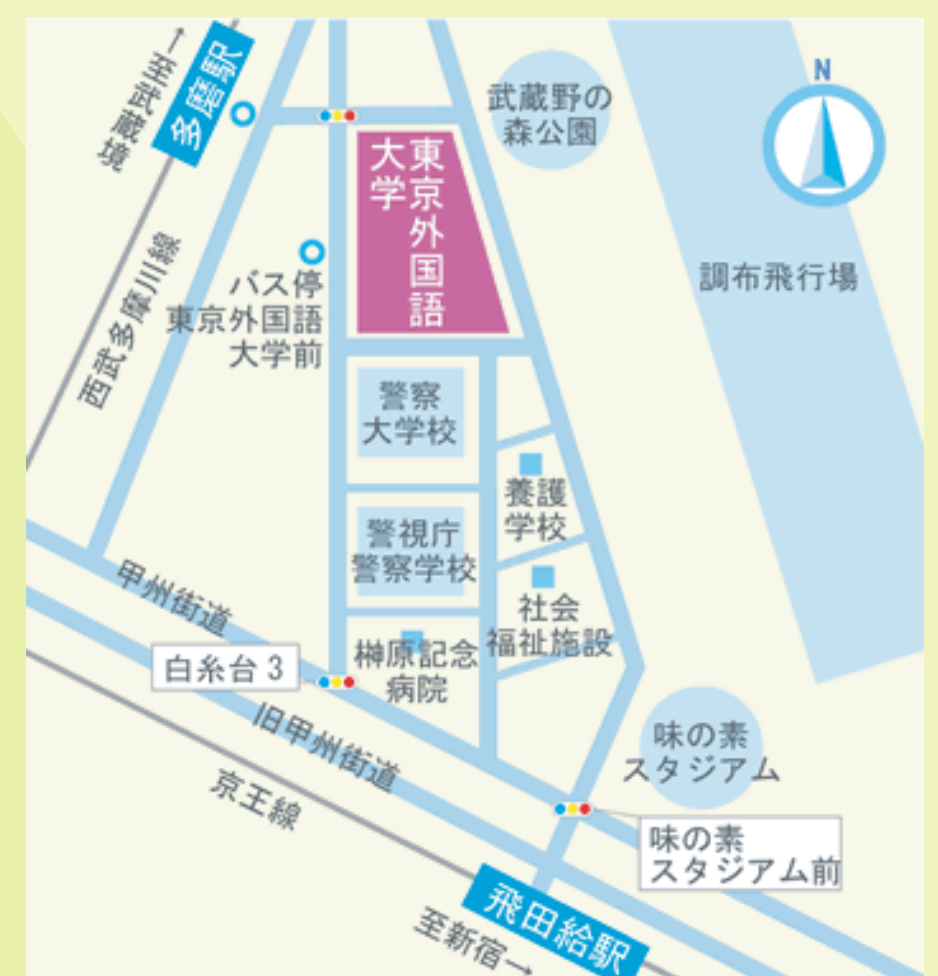 ↑至武蔵境
多磨駅
西武多摩川線
武蔵野の
森公園
N
東京外国語
大学
調布飛行場
バス停
東京外国語
大学前
警察
大学校
養護
学校
警視庁
警察学校
社会
福祉施設
甲州街道
白糸台3
榊原記念
病院
旧甲州街道
京王線
味の素
スタジアム
味の素
スタジアム前
飛田給駅
至新宿→